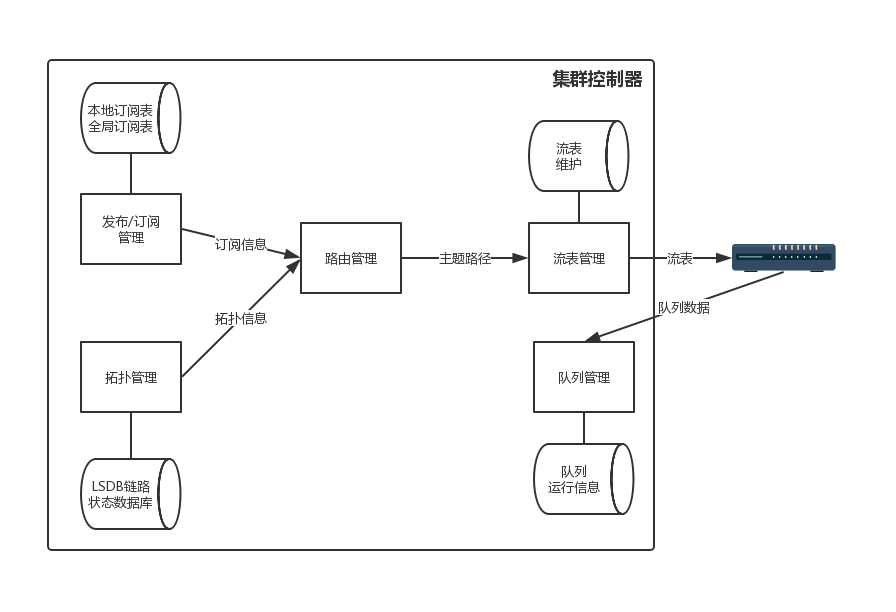 集群控制器
本地订阅表
全局订阅表
流表
维护
发布/订阅
管理
订阅信息
路由管理
主题路径
流表管理
流表
拓扑信息
队列数据
拓扑管理
队列管理
LSDB链路
状态数据库
队列
运行信息